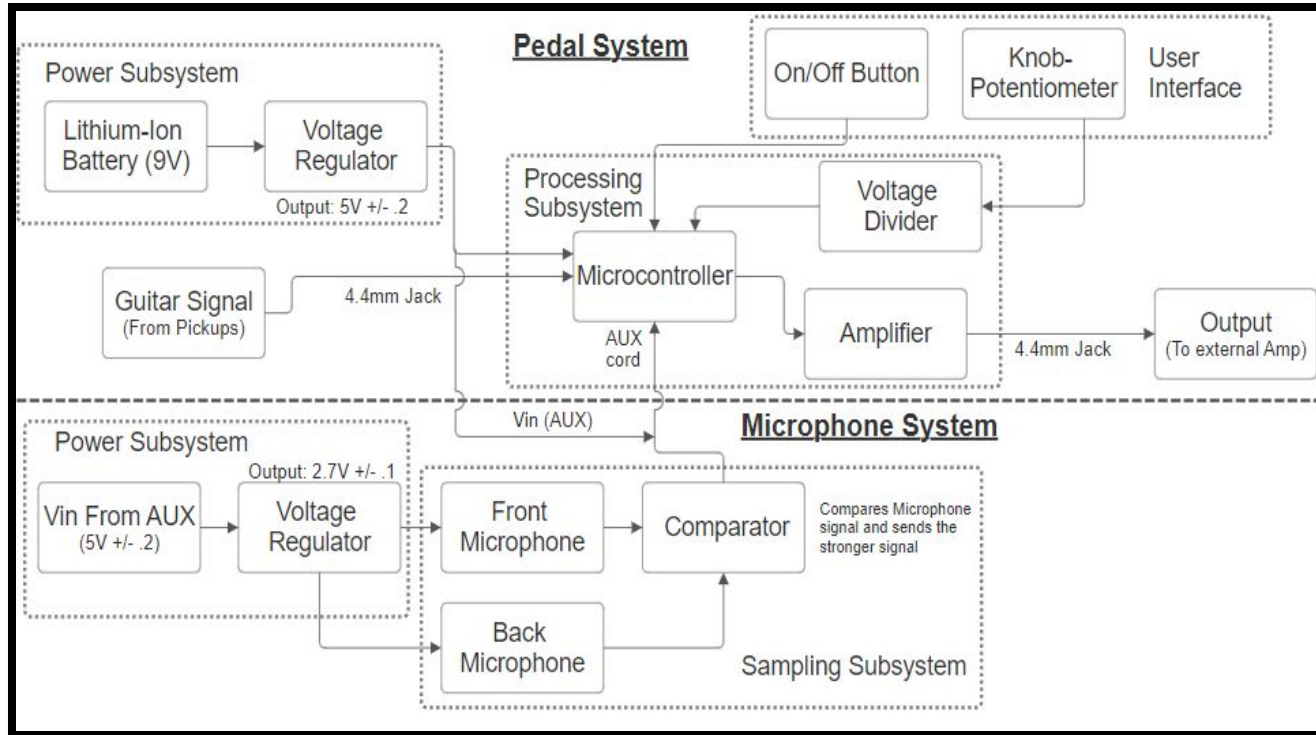 Pedal System
Power Subsystem
Lithium-Ion
Battery (9V)
Voltage
Regulator
Output: 5V +/- .2
On/Off Button
Knob-
Potentiometer
User
Interface
Processing
Subsystem
Voltage
Divider
Microcontroller
Guitar Signal
(From Pickups)
4.4mm Jack
AUX
cord
Amplifier
4.4mm Jack
Output
(To external Amp)
Vin (AUX)
Microphone System
Power Subsystem
Output: 2.7V +/- .1
Vin From AUX
(5V +/- .2)
Voltage
Regulator
Front
Microphone
Comparator
Compares Microphone
signal and sends the
stronger signal
Back
Microphone
Sampling Subsystem